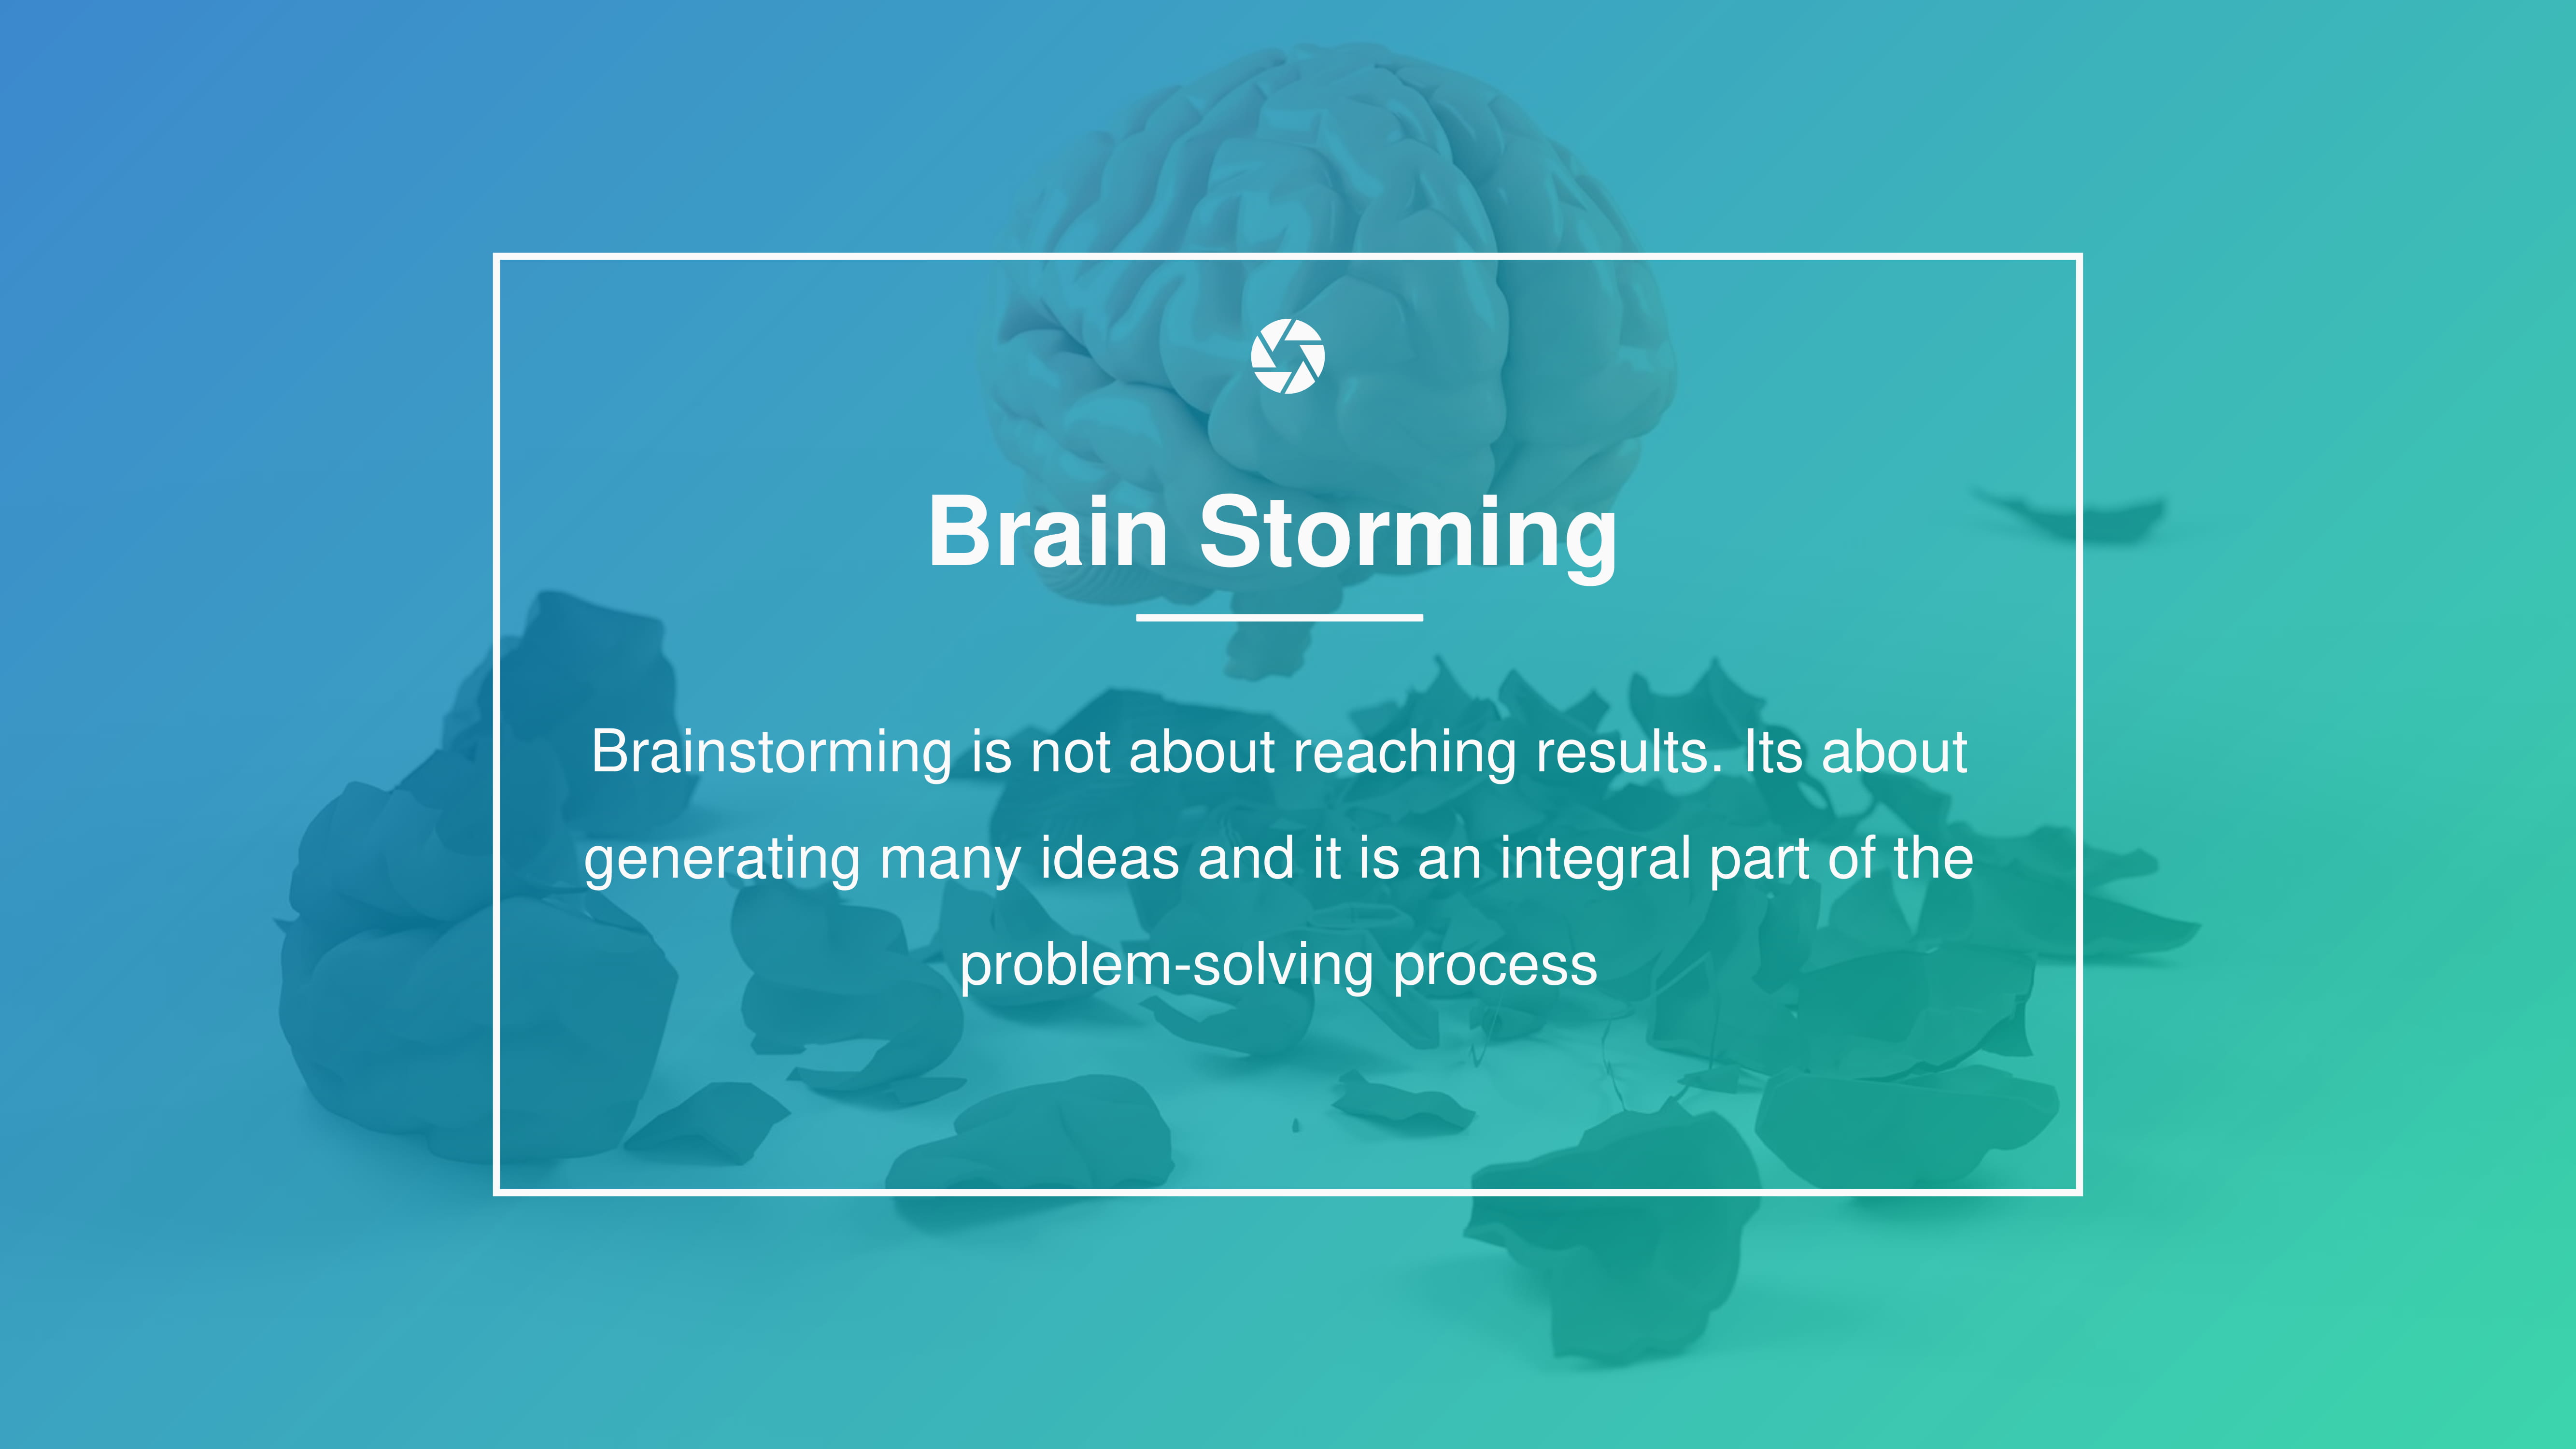 Brain Storming
Brainstorming is not about reaching results. Its about
generating many ideas and it is an integral part of the
problem-solving process